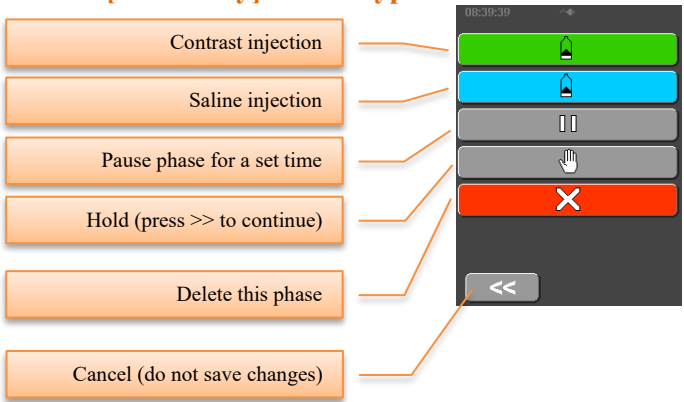 08:39:39
Contrast injection
Saline injection
Pause phase for a set time
Hold (press >> to continue)
Delete this phase
<<
Cancel (do not save changes)